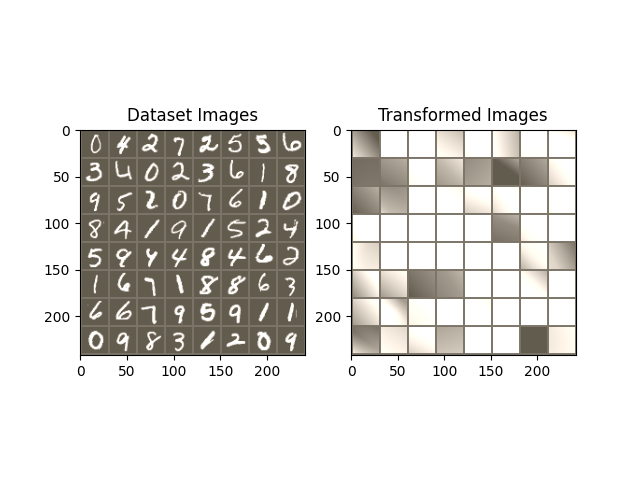 Dataset Images
Transformed Images
0 4 2 7 2 5 5 6
3 4 0 2 3 6 1 8
9 5 2 0 7 6 1 0
8 4 1 9 1 5 2 4
5 9 4 4 8 4 6 2
1 6 7 1 8 8 6 3
6 6 7 9 5 9 1 1
0 9 8 3 1 2 0 9
0
50
100
150
200
0 50 100 150 200
0
50
100
150
200
0 50 100 150 200